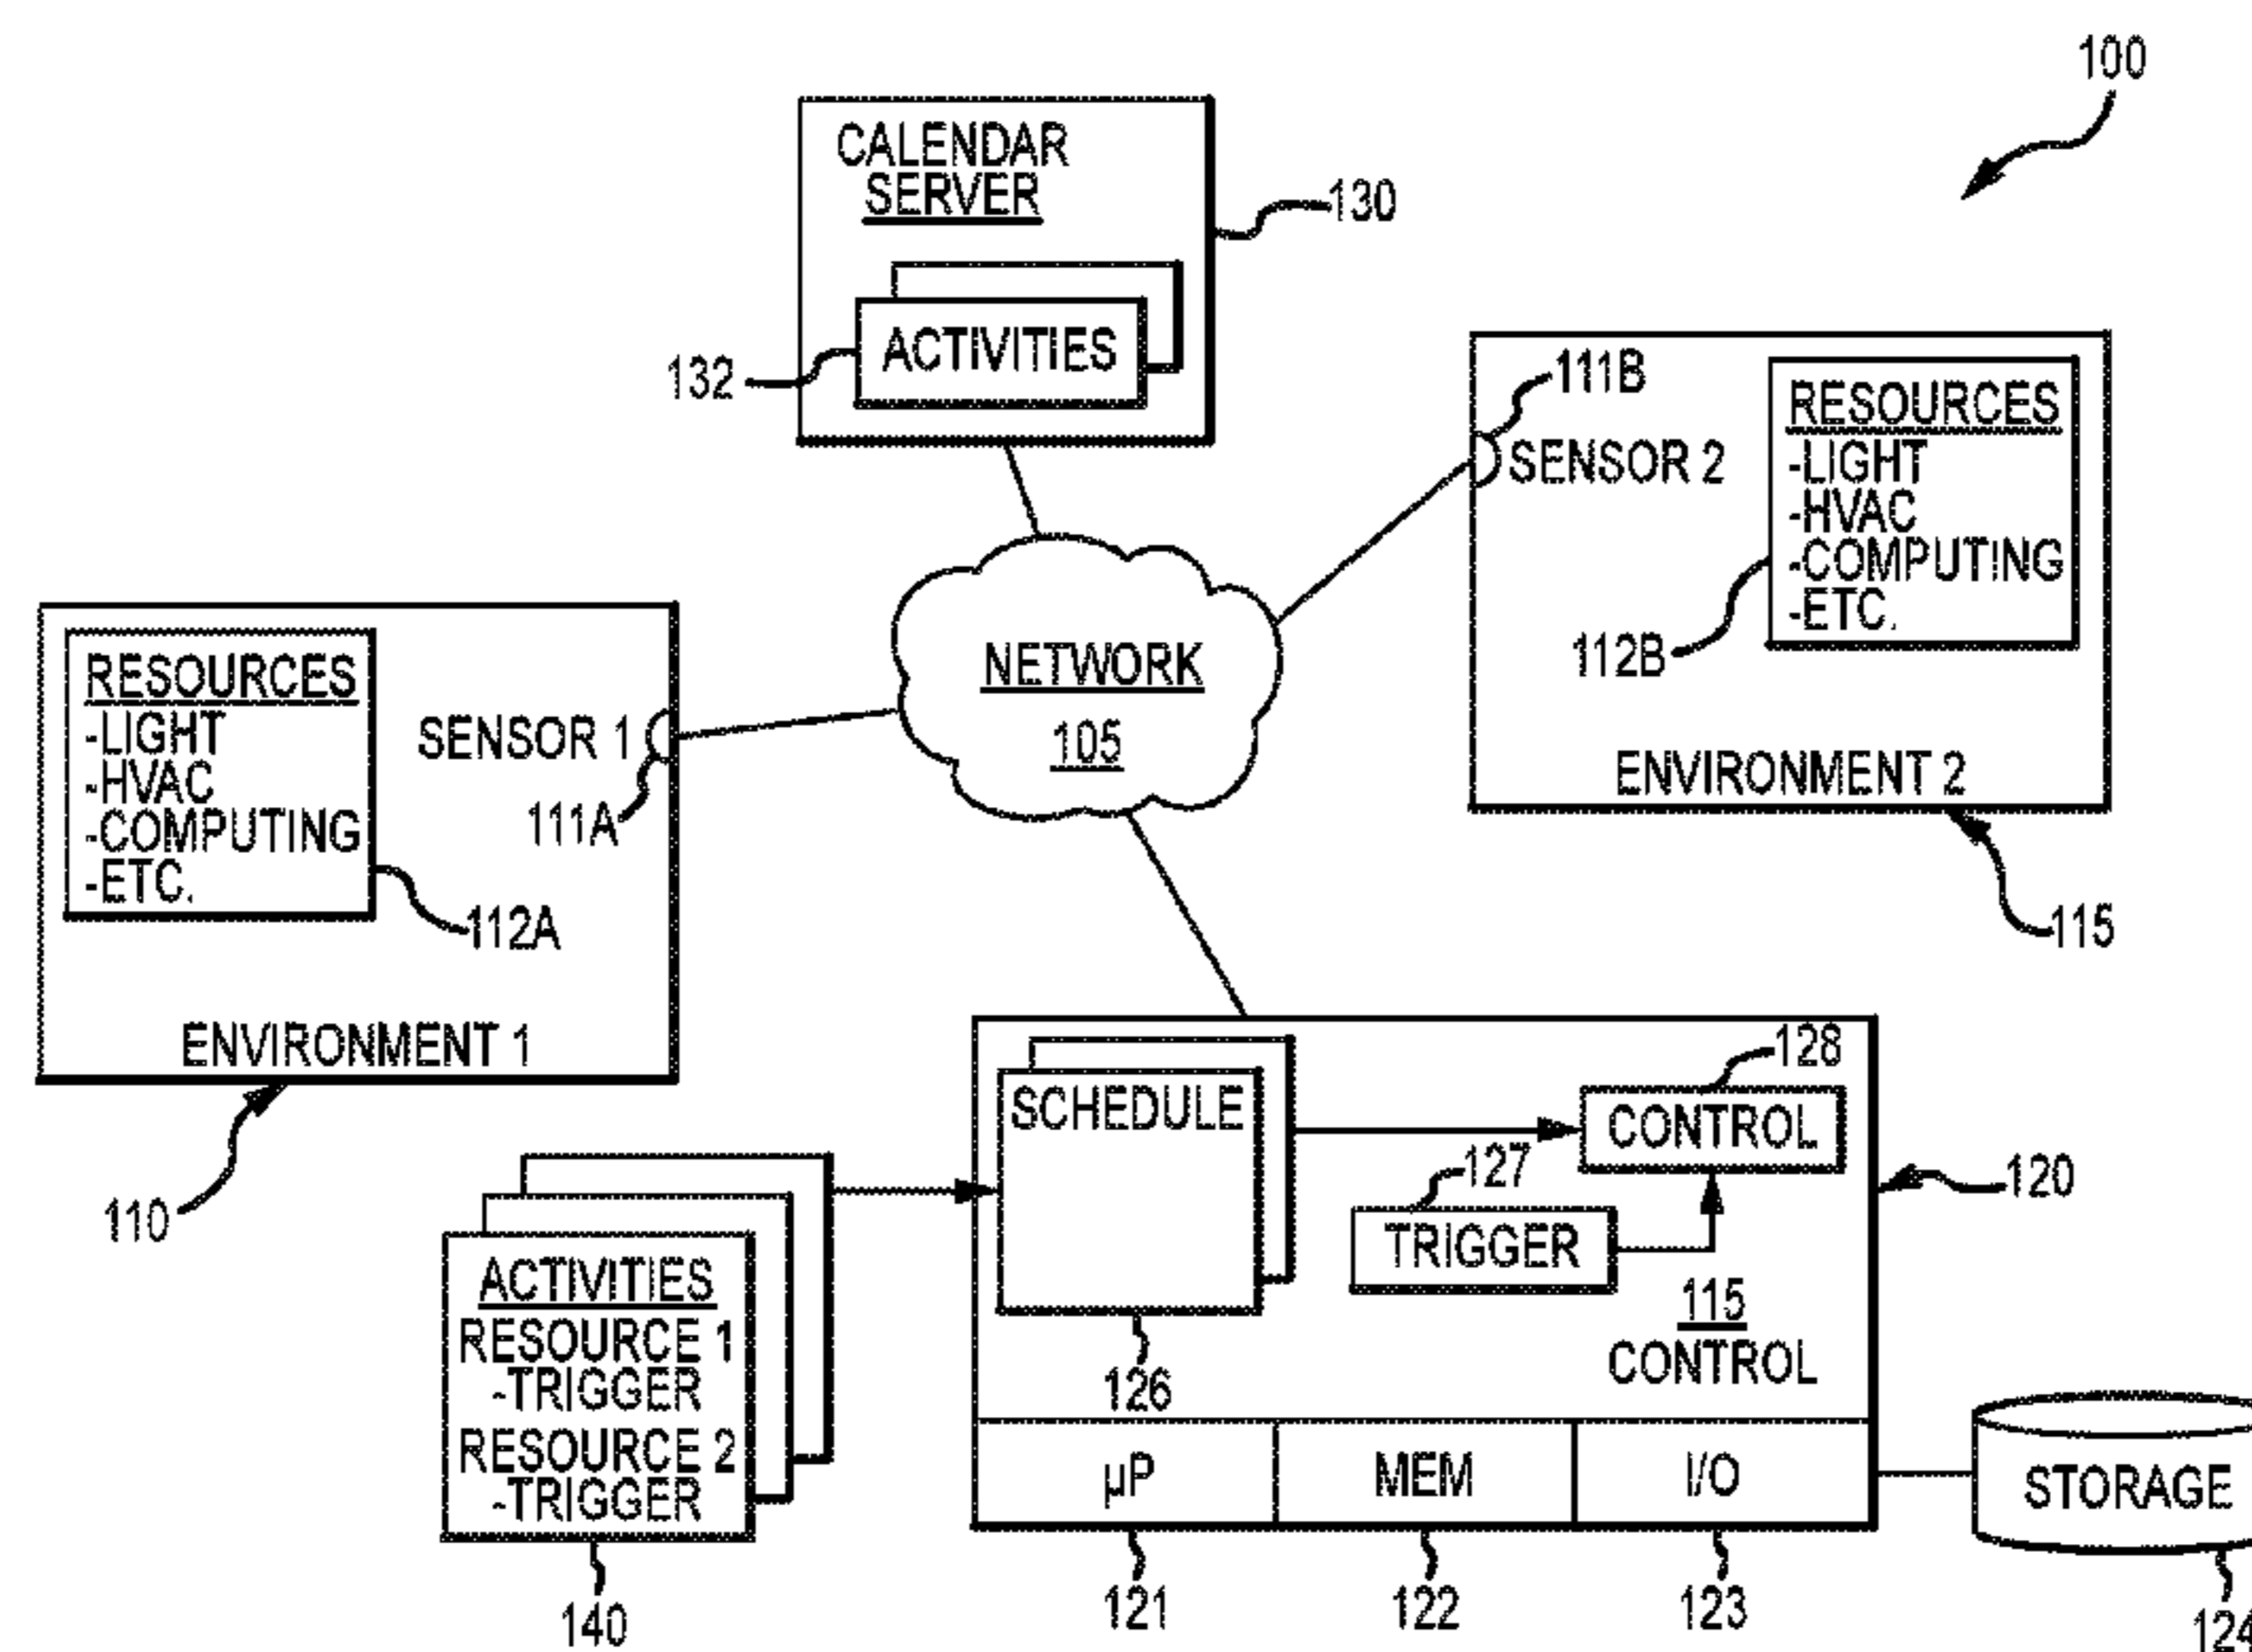 100
CALENDAR
SERVER
130
ACTIVITIES
132
111B
SENSOR 2
RESOURCES
-LIGHT
-HVAC
-COMPUTING
-ETC.
112B
ENVIRONMENT 2
115
NETWORK
105
RESOURCES
-LIGHT
-HVAC
-COMPUTING
-ETC.
SENSOR 1
111A
112A
ENVIRONMENT 1
110
SCHEDULE
128
CONTROL
127
TRIGGER
120
115
CONTROL
126
ACTIVITIES
RESOURCE 1
-TRIGGER
RESOURCE 2
-TRIGGER
140
µP
MEM
I/O
STORAGE
121
122
123
124